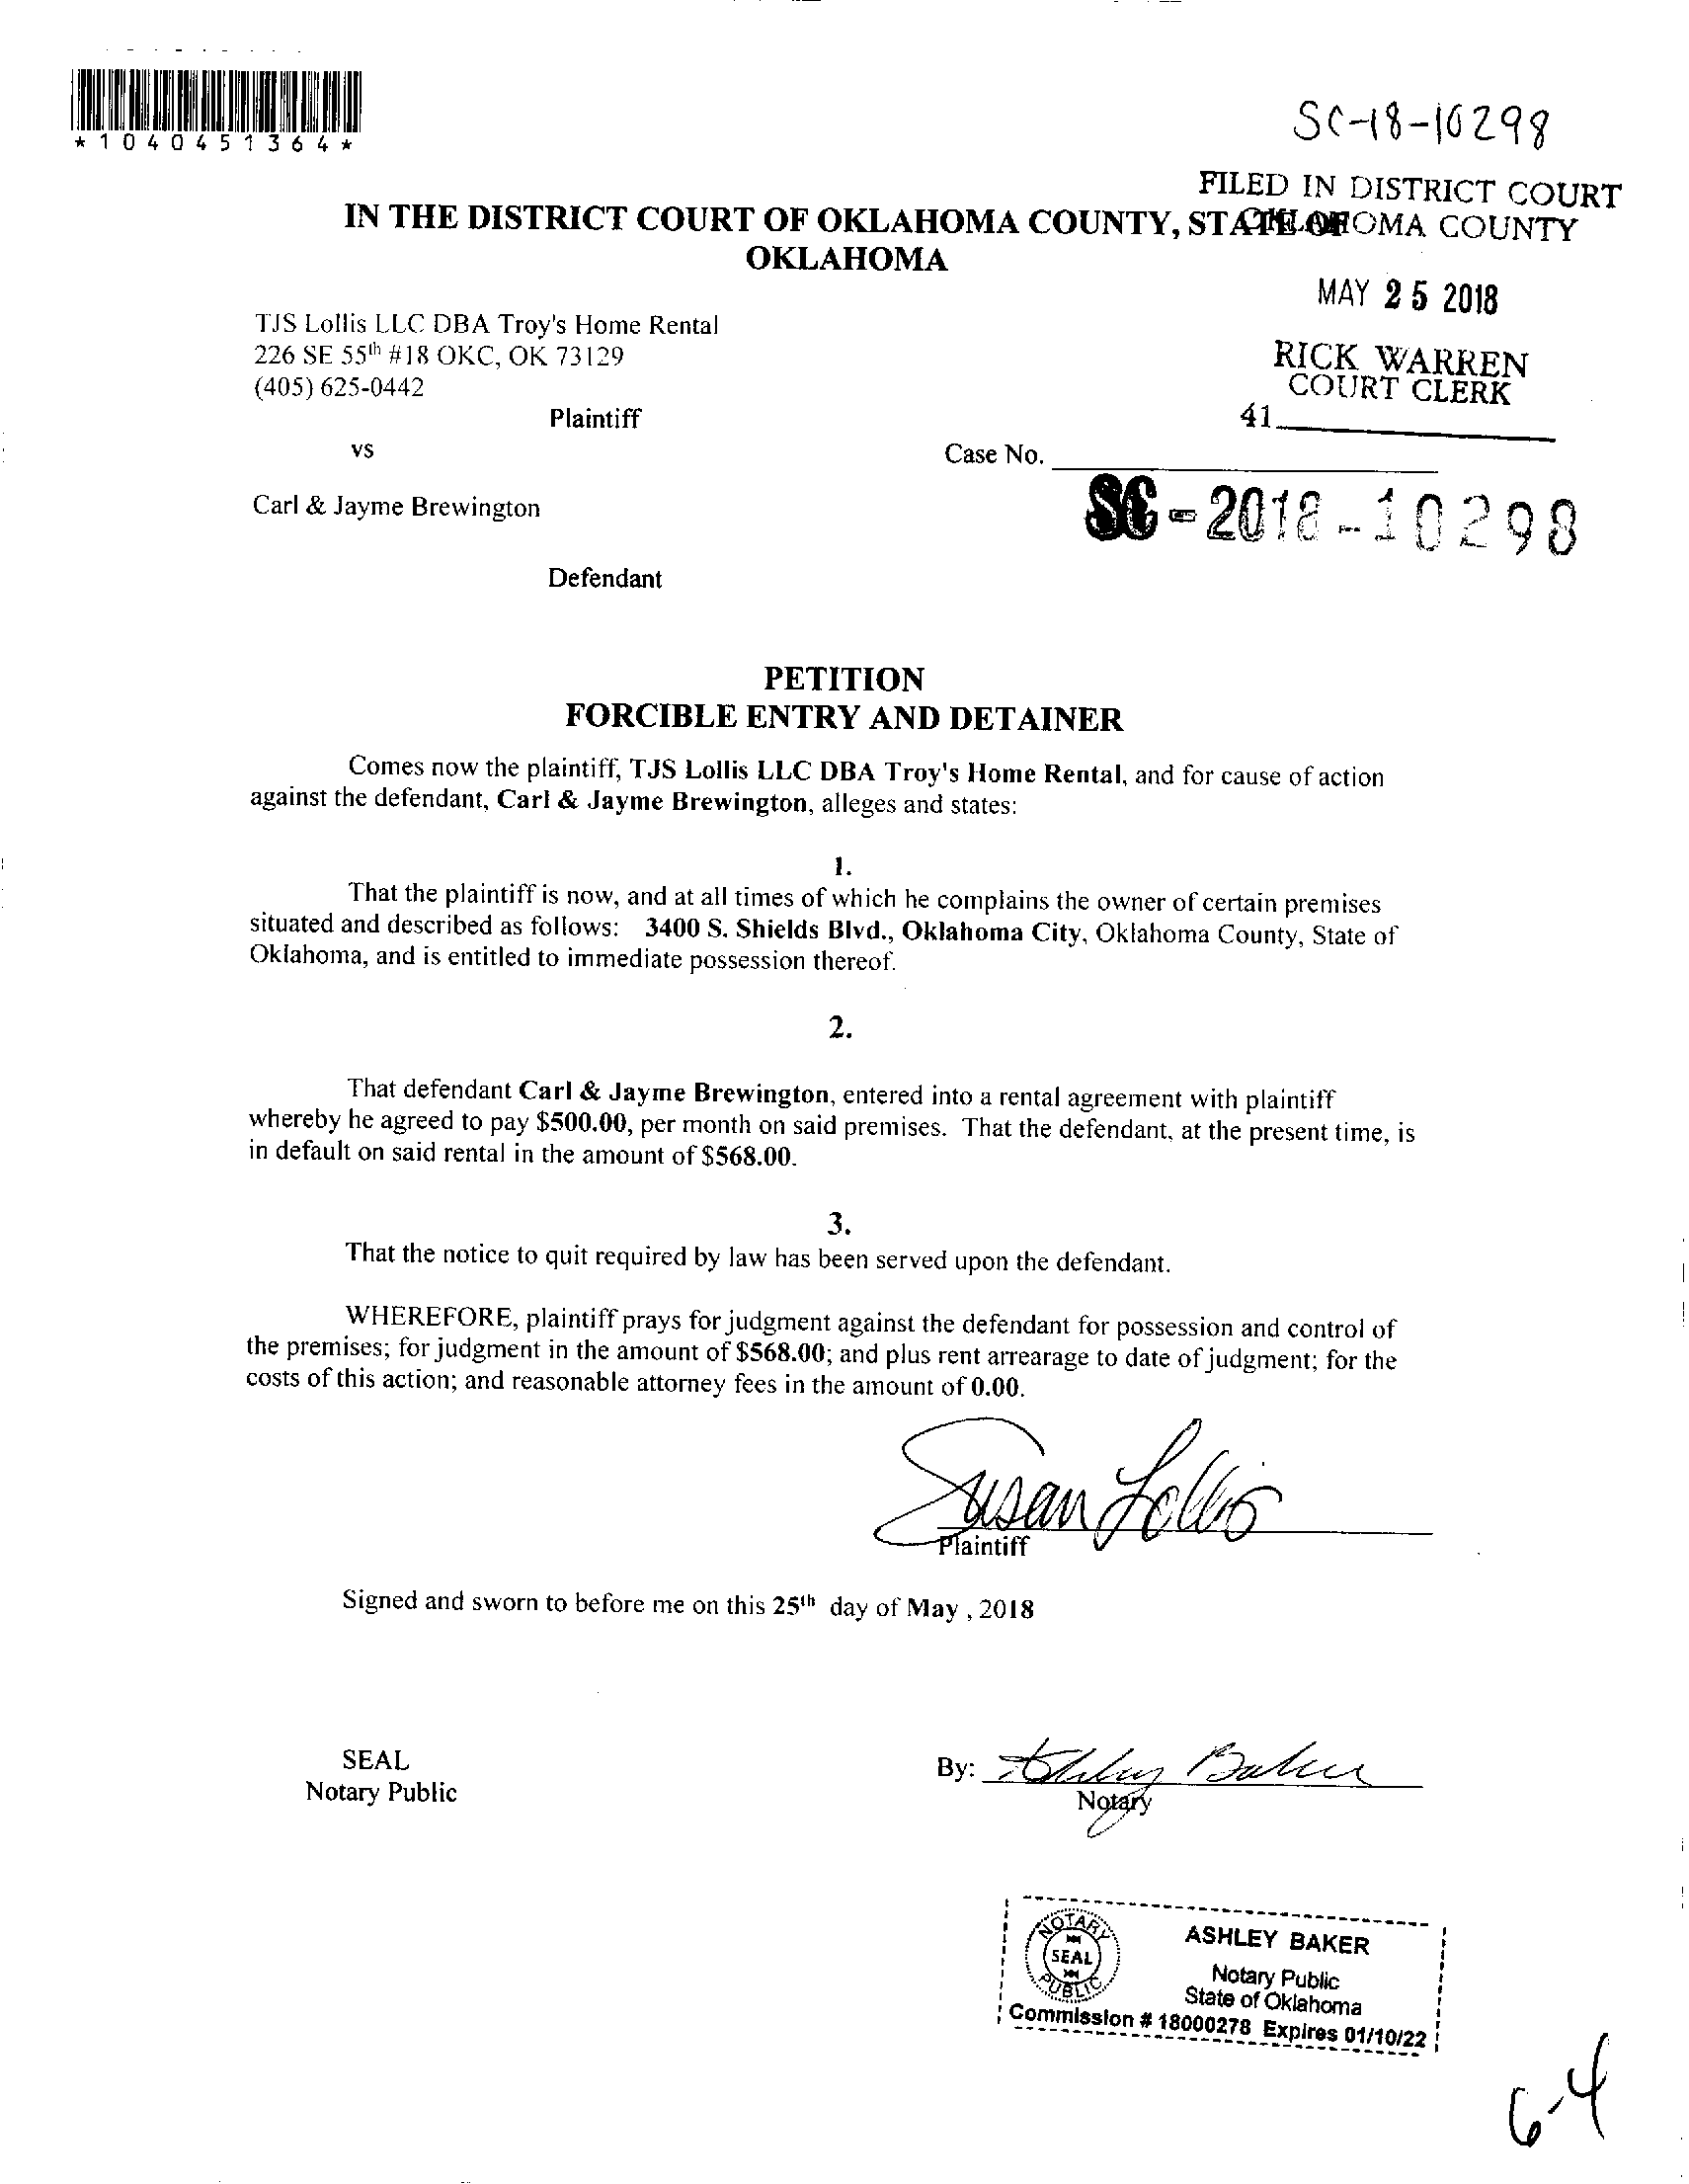 *1040451364*
SC-18-10298
FILED IN DISTRICT COURT
OKLAHOMA COUNTY
IN THE DISTRICT COURT OF OKLAHOMA COUNTY, STATE OF
OKLAHOMA
MAY 25 2018
TJS Lollis LLC DBA Troy's Home Rental
226 SE 55th #18 OKC, OK 73129
(405) 625-0442
RICK WARREN
COURT CLERK
41
Plaintiff
vs
Case No.
SC-2018-10298
Carl & Jayme Brewington
Defendant
PETITION
FORCIBLE ENTRY AND DETAINER
Comes now the plaintiff, TJS Lollis LLC DBA Troy's Home Rental, and for cause of action
against the defendant, Carl & Jayme Brewington, alleges and states:
1.
That the plaintiff is now, and at all times of which he complains the owner of certain premises
situated and described as follows: 3400 S. Shields Blvd., Oklahoma City, Oklahoma County, State of
Oklahoma, and is entitled to immediate possession thereof.
2.
That defendant Carl & Jayme Brewington, entered into a rental agreement with plaintiff
whereby he agreed to pay $500.00, per month on said premises. That the defendant, at the present time, is
in default on said rental in the amount of $568.00.
3.
That the notice to quit required by law has been served upon the defendant.
WHEREFORE, plaintiff prays for judgment against the defendant for possession and control of
the premises; for judgment in the amount of $568.00; and plus rent arrearage to date of judgment; for the
costs of this action; and reasonable attorney fees in the amount of 0.00.
Susan Lollis
Plaintiff
Signed and sworn to before me on this 25th day of May , 2018
SEAL
Notary Public
By: Ashley Baker
Notary
NOTARY
SEAL
PUBLIC
ASHLEY BAKER
Notary Public
State of Oklahoma
Commission # 18000278 Expires 01/10/22
6-4